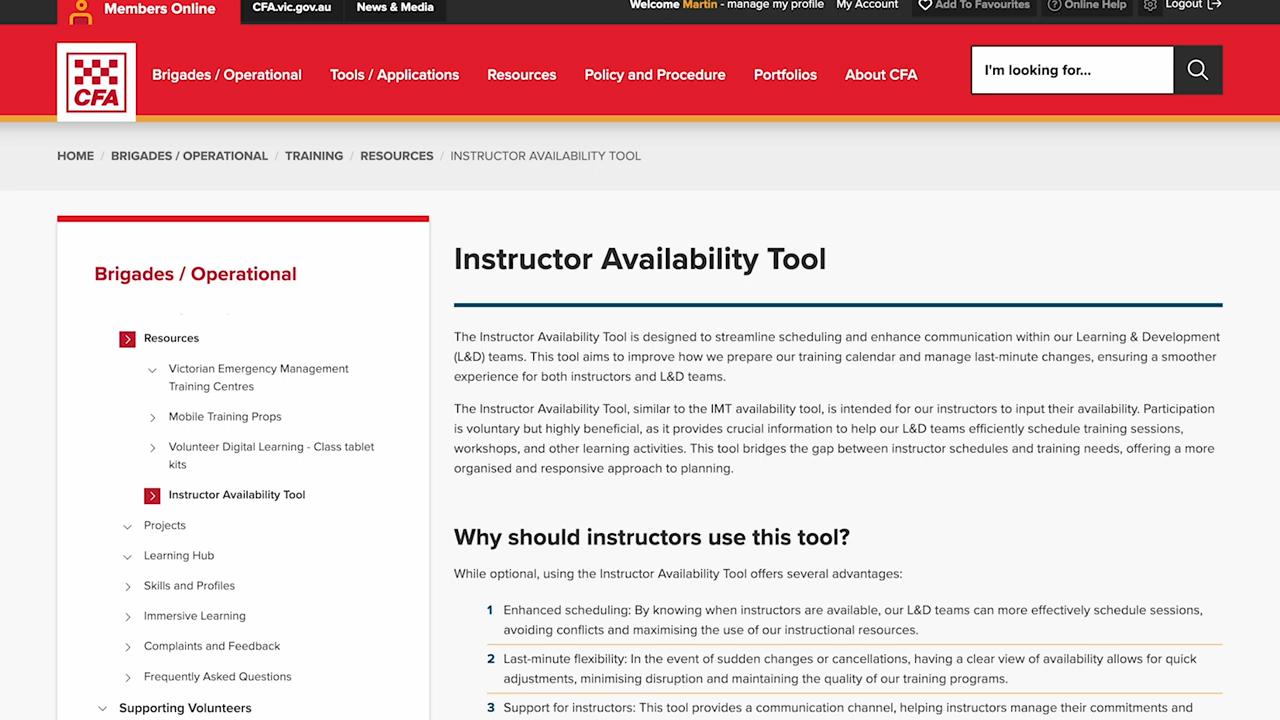 Members Online
CFA.vic.gov.au
News & Media
Welcome Martin - manage my profile
My Account
Add To Favourites
Online Help
Logout
CFA
Brigades / Operational
Tools / Applications
Resources
Policy and Procedure
Portfolios
About CFA
I'm looking for...
HOME / BRIGADES / OPERATIONAL / TRAINING / RESOURCES / INSTRUCTOR AVAILABILITY TOOL
Brigades / Operational
Resources
Victorian Emergency Management
Training Centres
Mobile Training Props
Volunteer Digital Learning - Class tablet
kits
Instructor Availability Tool
Projects
Learning Hub
Skills and Profiles
Immersive Learning
Complaints and Feedback
Frequently Asked Questions
Supporting Volunteers
Instructor Availability Tool
The Instructor Availability Tool is designed to streamline scheduling and enhance communication within our Learning & Development
(L&D) teams. This tool aims to improve how we prepare our training calendar and manage last-minute changes, ensuring a smoother
experience for both instructors and L&D teams.
The Instructor Availability Tool, similar to the IMT availability tool, is intended for our instructors to input their availability. Participation
is voluntary but highly beneficial, as it provides crucial information to help our L&D teams efficiently schedule training sessions,
workshops, and other learning activities. This tool bridges the gap between instructor schedules and training needs, offering a more
organised and responsive approach to planning.
Why should instructors use this tool?
While optional, using the Instructor Availability Tool offers several advantages:
1 Enhanced scheduling: By knowing when instructors are available, our L&D teams can more effectively schedule sessions,
avoiding conflicts and maximising the use of our instructional resources.
2 Last-minute flexibility: In the event of sudden changes or cancellations, having a clear view of availability allows for quick
adjustments, minimising disruption and maintaining the quality of our training programs.
3 Support for instructors: This tool provides a communication channel, helping instructors manage their commitments and